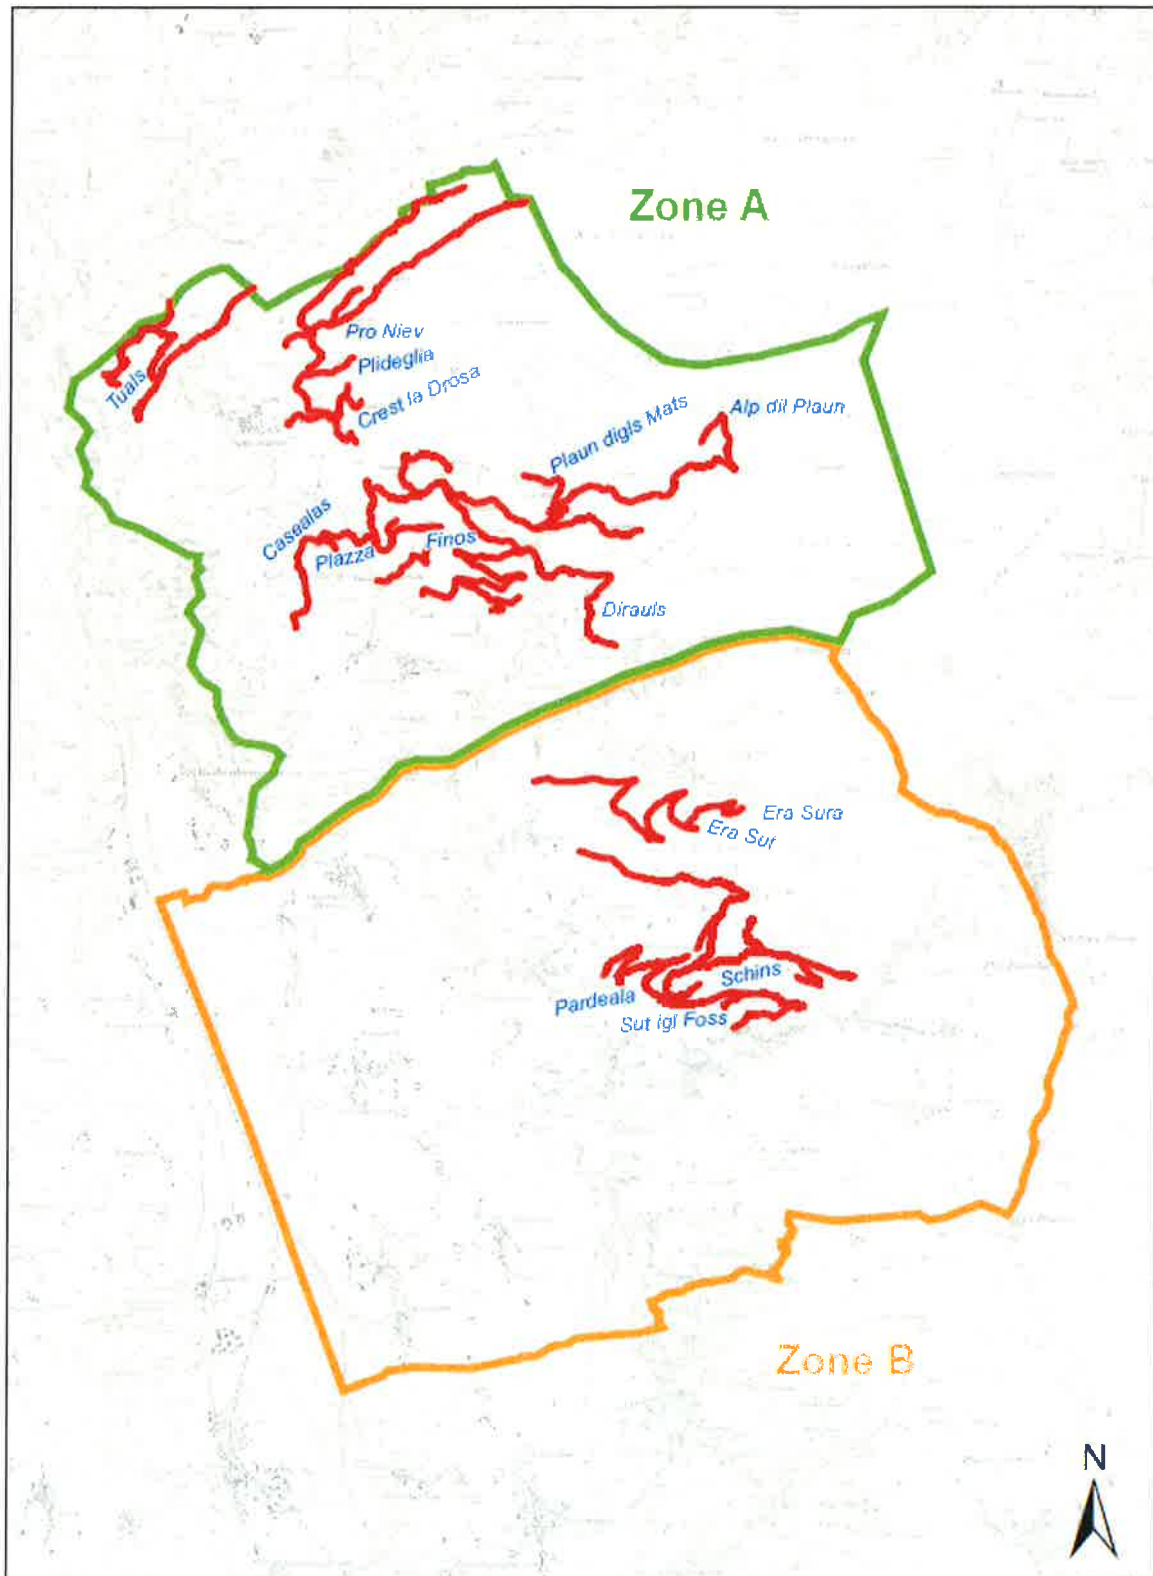 Zone A
Pro Niev
Plideglia
Crest la Drosa
Tuals
Plaun digls Mats
Alp dil Plaun
Casealas
Plazza
Finos
Dirauls
Era Sura
Era Sut
Schins
Pardeala
Sut igl Foss
Zone B
N